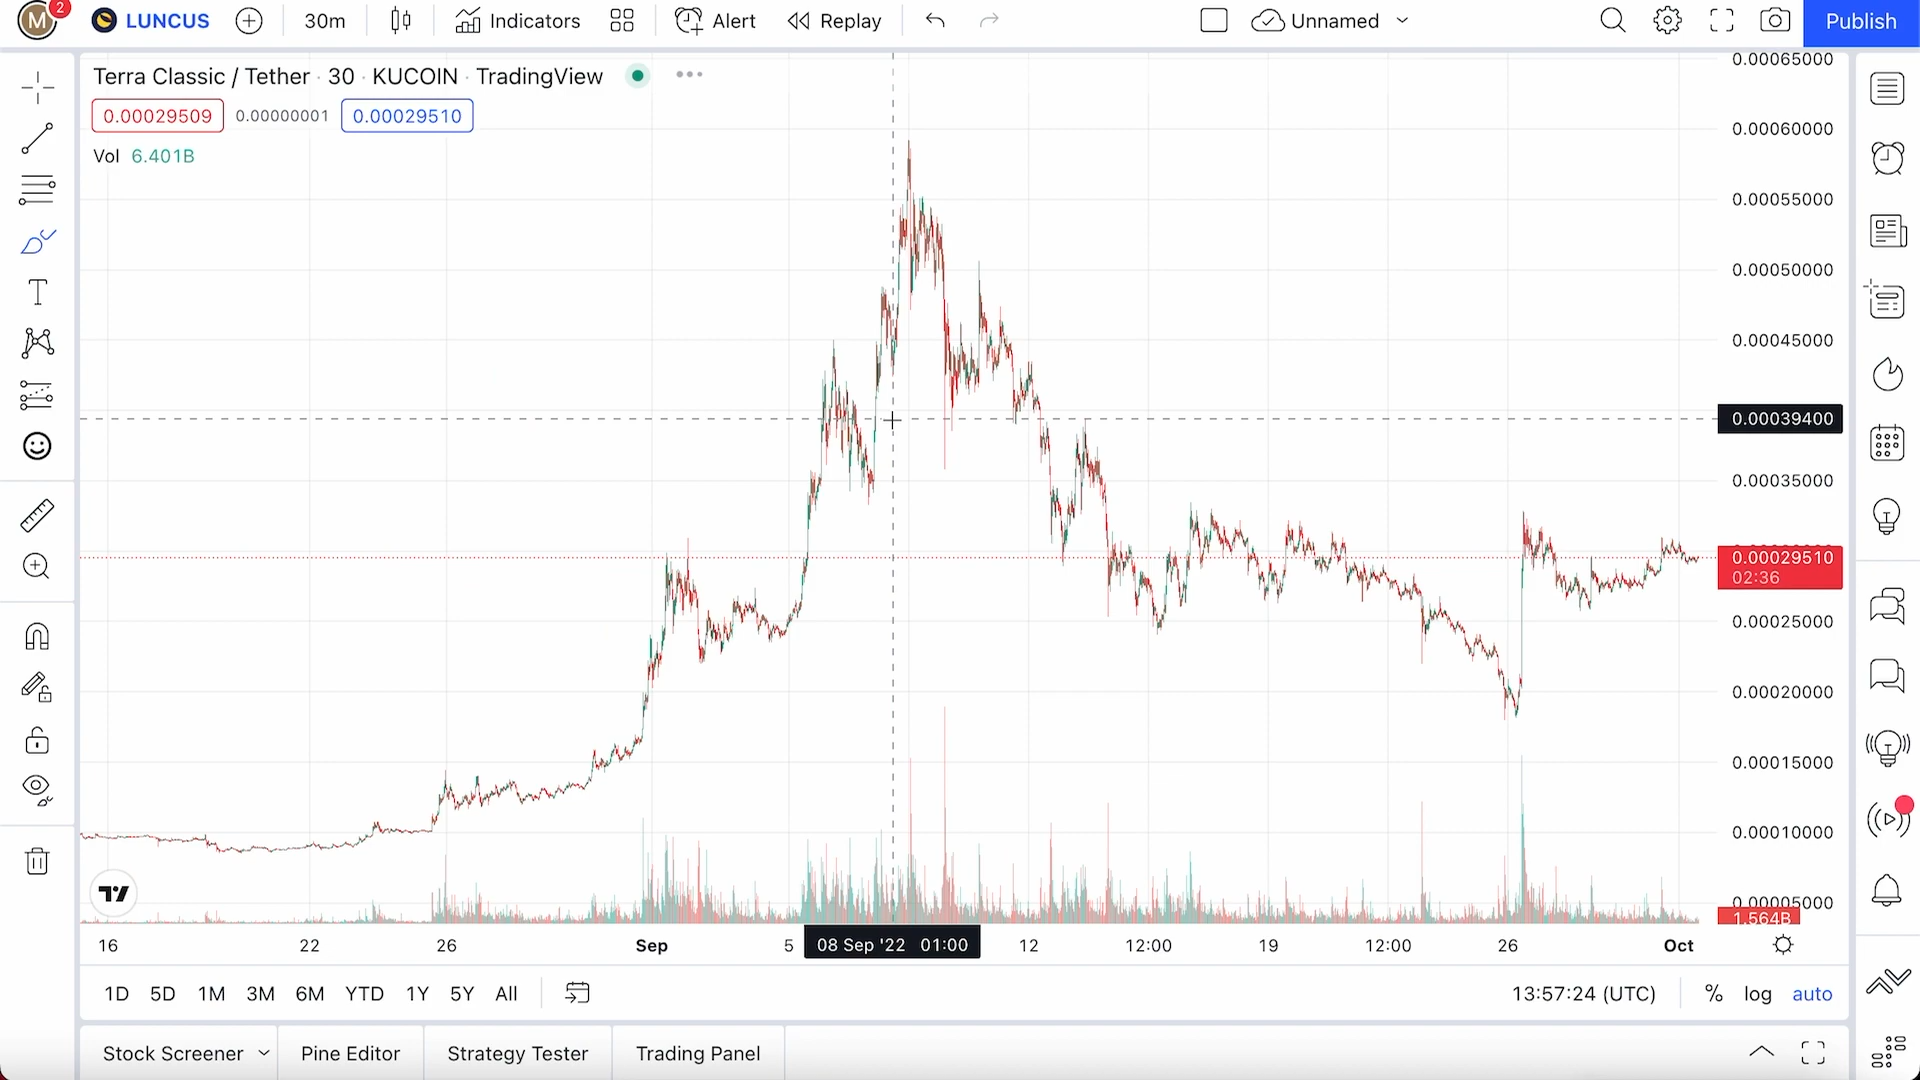 M 2 LUNCUS 30m Indicators Alert Replay Unnamed Publish
Terra Classic / Tether · 30 · KUCOIN · TradingView
0.00029509 0.00000001 0.00029510
Vol 6.401B
0.00065000
0.00060000
0.00055000
0.00050000
0.00045000
0.00039400
0.00035000
0.00029510
02:36
0.00025000
0.00020000
0.00015000
0.00010000
0.00005000
1.564B
16 22 26 Sep 5 08 Sep '22 01:00 12 12:00 19 12:00 26 Oct
1D 5D 1M 3M 6M YTD 1Y 5Y All 13:57:24 (UTC) % log auto
Stock Screener Pine Editor Strategy Tester Trading Panel